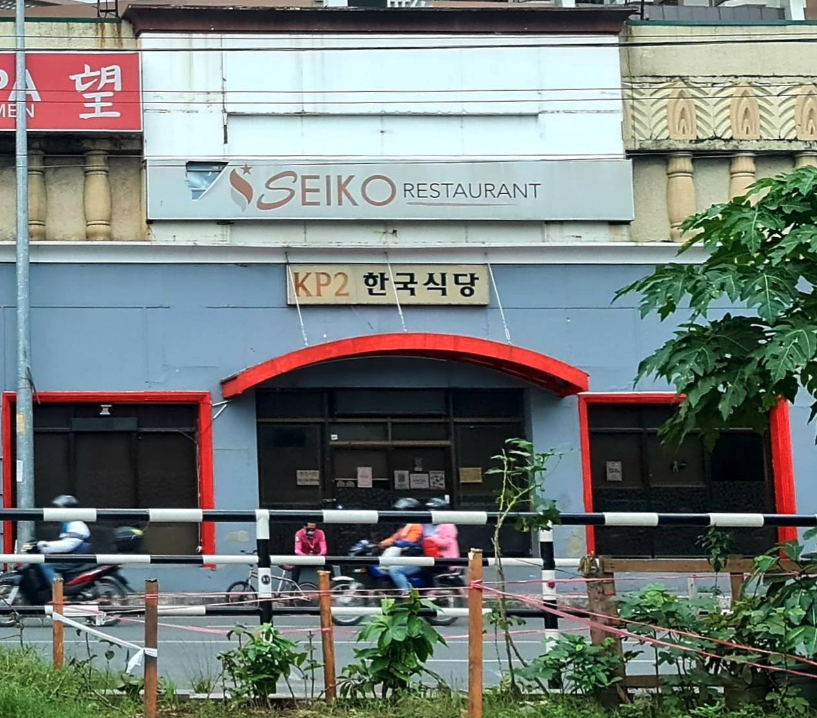 PA
MEN
望
SEIKO RESTAURANT
KP2 한국식당